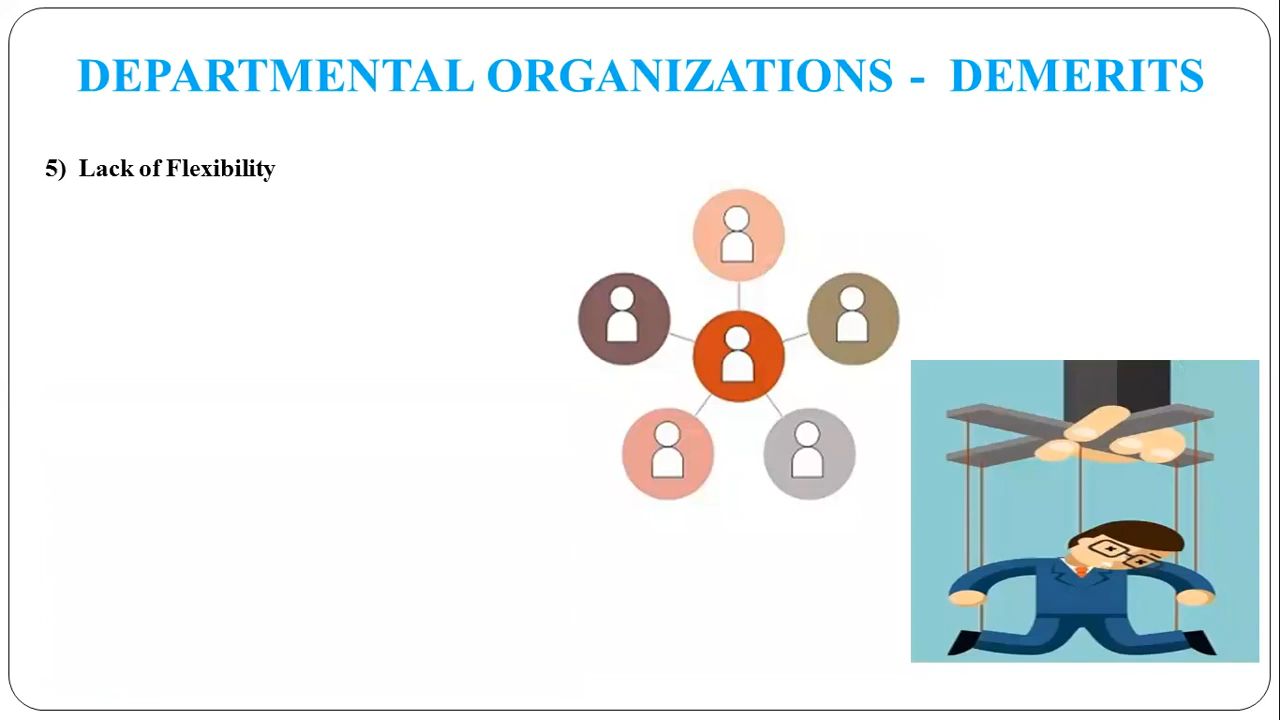 DEPARTMENTAL ORGANIZATIONS - DEMERITS
5) Lack of Flexibility